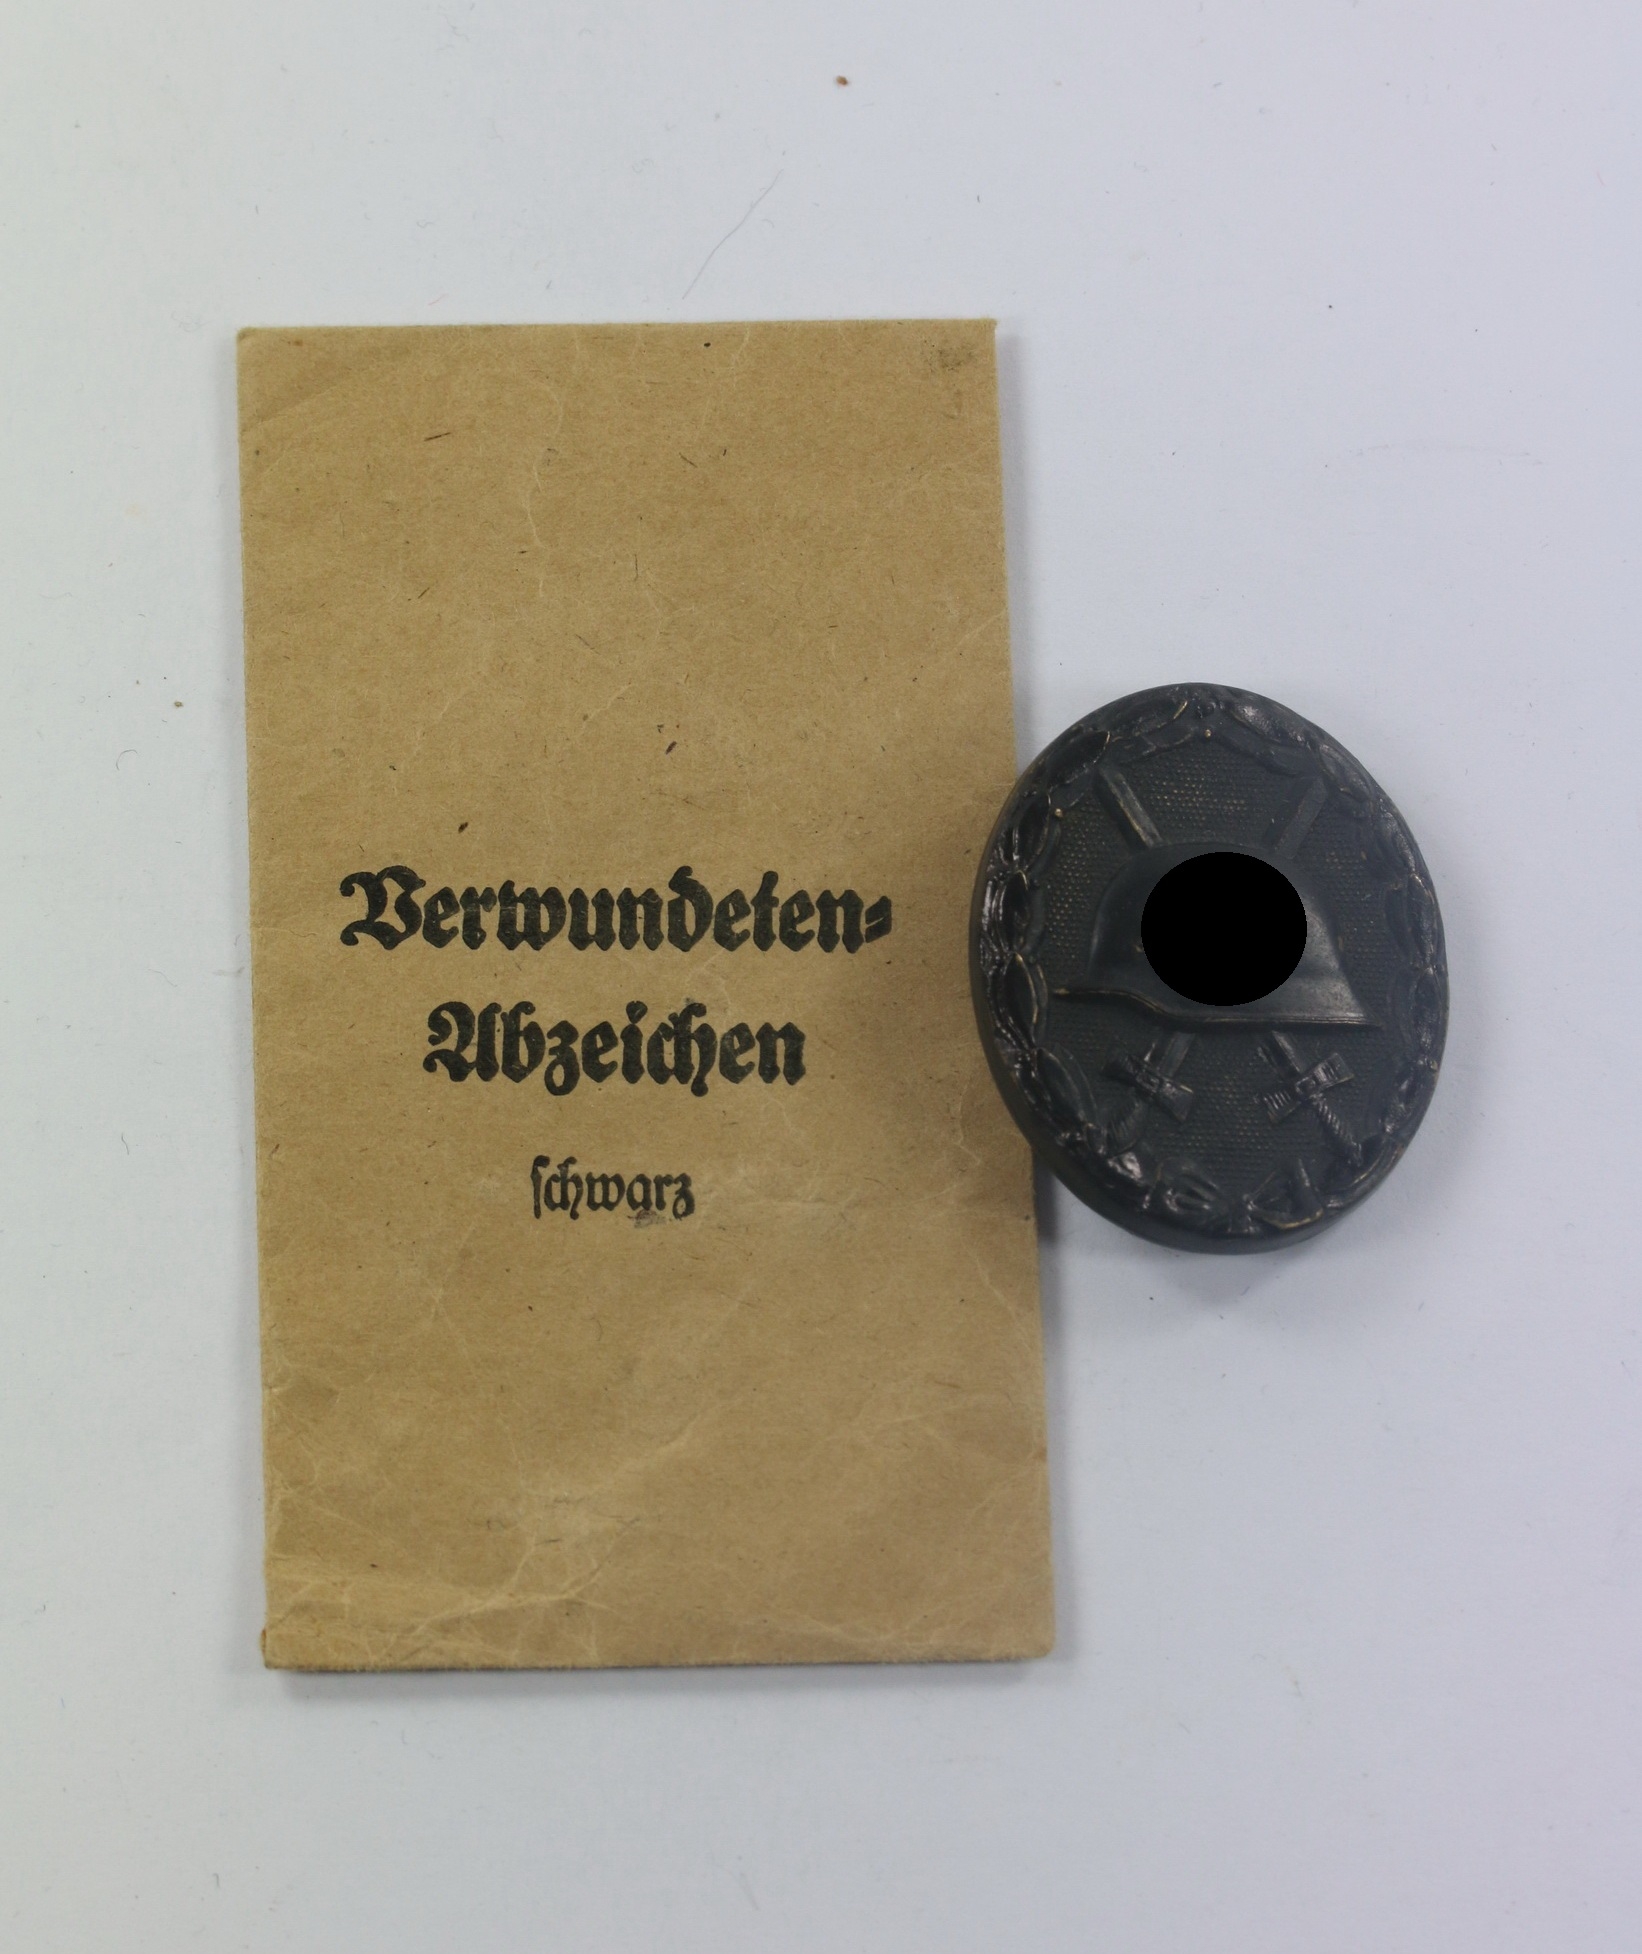 Verwundeten-
Abzeichen
schwarz